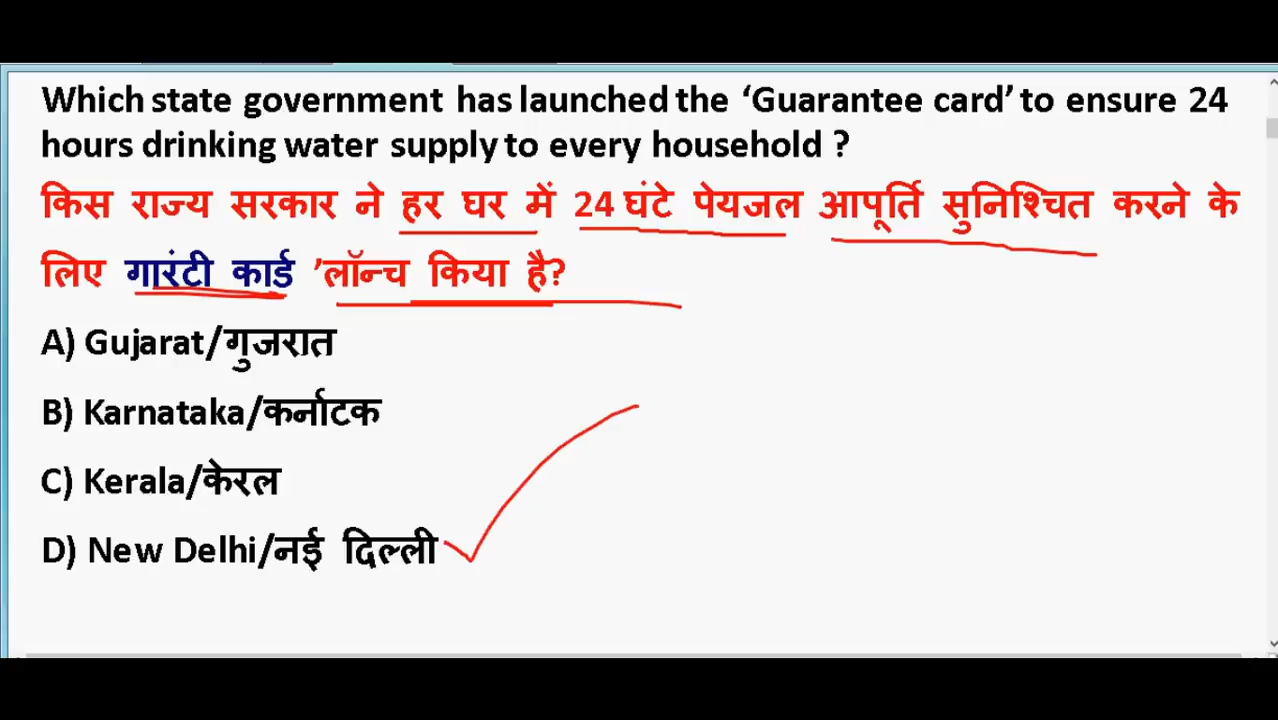 Which state government has launched the ‘Guarantee card’ to ensure 24
hours drinking water supply to every household ?
किस राज्य सरकार ने हर घर में 24 घंटे पेयजल आपूर्ति सुनिश्चित करने के
लिए गारंटी कार्ड ’लॉन्च किया है?
A) Gujarat/गुजरात
B) Karnataka/कर्नाटक
C) Kerala/केरल
D) New Delhi/नई दिल्ली